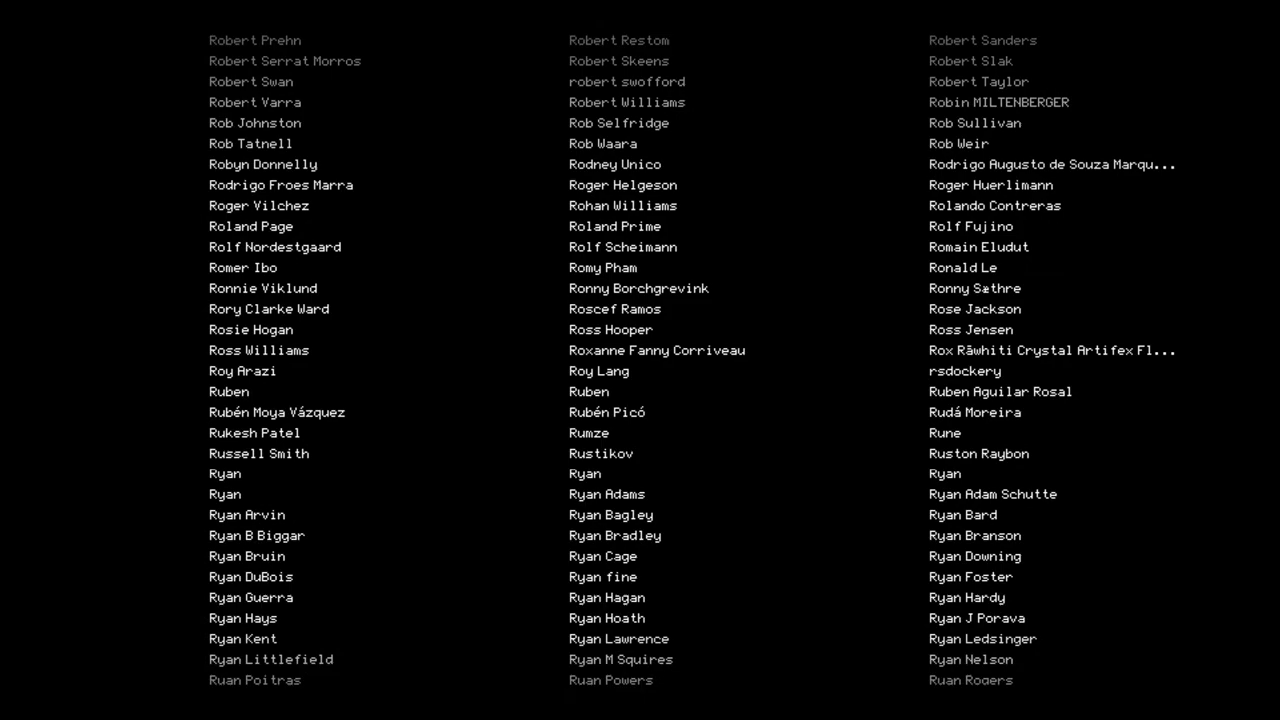 Robert Prehn Robert Restom Robert Sanders
Robert Serrat Morros Robert Skeens Robert Slak
Robert Swan robert swofford Robert Taylor
Robert Varra Robert Williams Robin MILTENBERGER
Rob Johnston Rob Selfridge Rob Sullivan
Rob Tatnell Rob Waara Rob Weir
Robyn Donnelly Rodney Unico Rodrigo Augusto de Souza Marqu...
Rodrigo Froes Marra Roger Helgeson Roger Huerlimann
Roger Vilchez Rohan Williams Rolando Contreras
Roland Page Roland Prime Rolf Fujino
Rolf Nordestgaard Rolf Scheimann Romain Eludut
Romer Ibo Romy Pham Ronald Le
Ronnie Viklund Ronny Borchgrevink Ronny Sæthre
Rory Clarke Ward Roscef Ramos Rose Jackson
Rosie Hogan Ross Hooper Ross Jensen
Ross Williams Roxanne Fanny Corriveau Rox Rāwhiti Crystal Artifex Fl...
Roy Arazi Roy Lang rsdockery
Ruben Ruben Ruben Aguilar Rosal
Rubén Moya Vázquez Rubén Picó Rudá Moreira
Rukesh Patel Rumze Rune
Russell Smith Rustikov Ruston Raybon
Ryan Ryan Ryan
Ryan Ryan Adams Ryan Adam Schutte
Ryan Arvin Ryan Bagley Ryan Bard
Ryan B Biggar Ryan Bradley Ryan Branson
Ryan Bruin Ryan Cage Ryan Downing
Ryan DuBois Ryan fine Ryan Foster
Ryan Guerra Ryan Hagan Ryan Hardy
Ryan Hays Ryan Hoath Ryan J Porava
Ryan Kent Ryan Lawrence Ryan Ledsinger
Ryan Littlefield Ryan M Squires Ryan Nelson
Ryan Poitras Ryan Powers Ryan Rogers